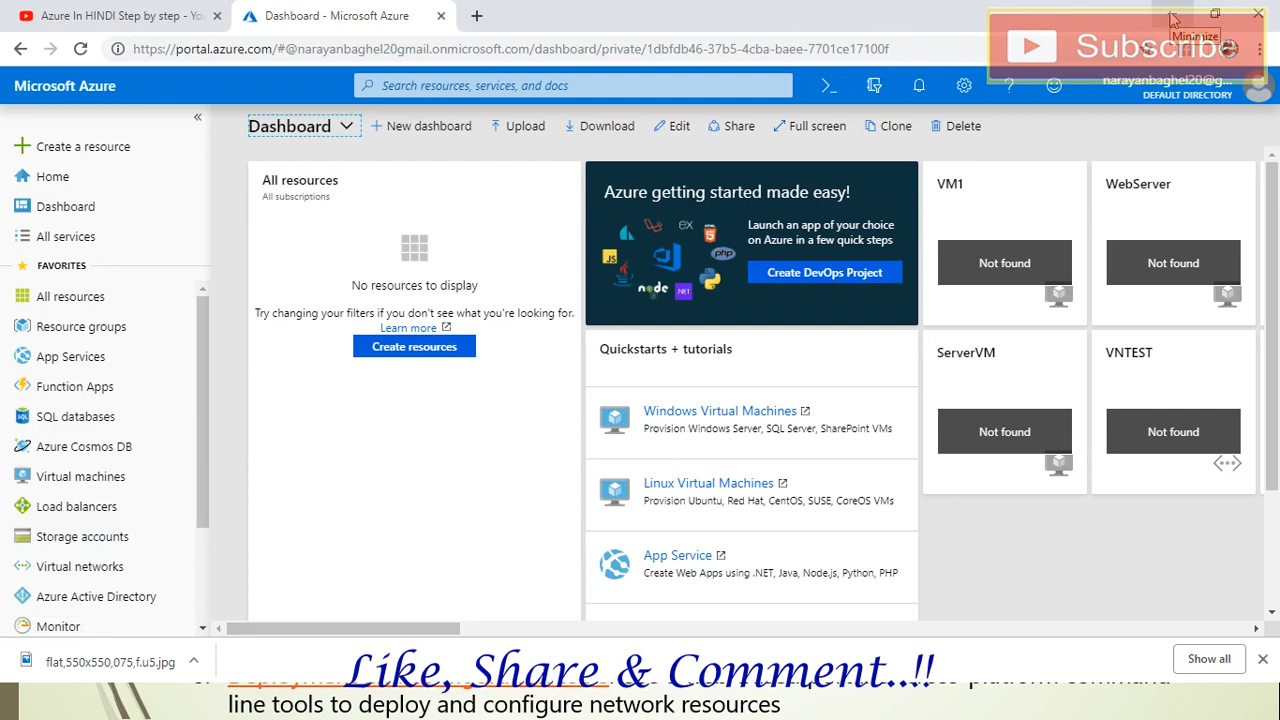 Azure In HINDI Step by step - Yo
Dashboard - Microsoft Azure
https://portal.azure.com/#@narayanbaghel20gmail.onmicrosoft.com/dashboard/private/1dbfdb46-37b5-4cba-baee-7701ce17100f
Subscribe
Minimize
Microsoft Azure
Search resources, services, and docs
narayanbaghel20@g...
DEFAULT DIRECTORY
Dashboard
New dashboard
Upload
Download
Edit
Share
Full screen
Clone
Delete
Create a resource
Home
Dashboard
All services
FAVORITES
All resources
Resource groups
App Services
Function Apps
SQL databases
Azure Cosmos DB
Virtual machines
Load balancers
Storage accounts
Virtual networks
Azure Active Directory
Monitor
All resources
All subscriptions
No resources to display
Try changing your filters if you don't see what you're looking for.
Learn more
Create resources
Azure getting started made easy!
Launch an app of your choice
on Azure in a few quick steps
Create DevOps Project
JS
EX
HTML
php
node
.NET
Quickstarts + tutorials
Windows Virtual Machines
Provision Windows Server, SQL Server, SharePoint VMs
Linux Virtual Machines
Provision Ubuntu, Red Hat, CentOS, SUSE, CoreOS VMs
App Service
Create Web Apps using .NET, Java, Node.js, Python, PHP
VM1
Not found
WebServer
Not found
ServerVM
Not found
VNTEST
Not found
flat,550x550,075,f.u5.jpg
Like, Share & Comment..!!
Show all
line tools to deploy and configure network resources